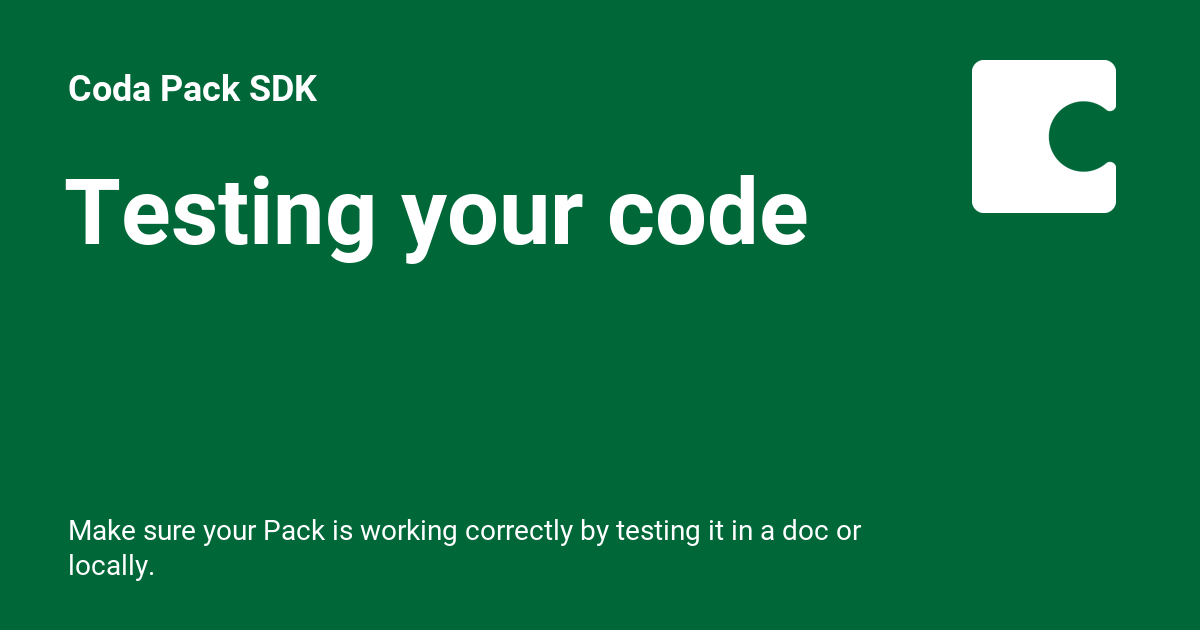 Coda Pack SDK
Testing your code
Make sure your Pack is working correctly by testing it in a doc or
locally.